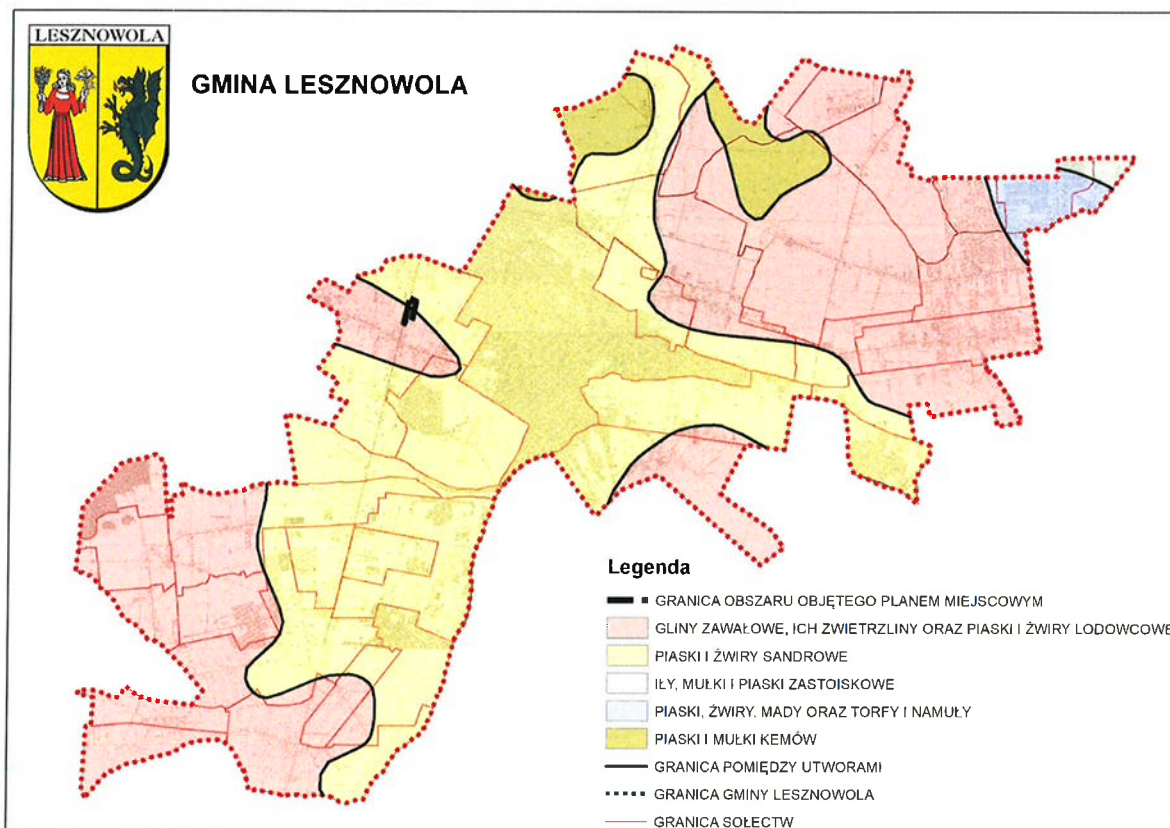 LESZNOWOLA
GMINA LESZNOWOLA
Legenda
GRANICA OBSZARU OBJĘTEGO PLANEM MIEJSCOWYM
GLINY ZAWAŁOWE, ICH ZWIETRZLINY ORAZ PIASKI I ŻWIRY LODOWCOWE
PIASKI I ŻWIRY SANDROWE
IŁY, MUŁKI I PIASKI ZASTOISKOWE
PIASKI, ŻWIRY, MADY ORAZ TORFY I NAMUŁY
PIASKI I MUŁKI KEMÓW
GRANICA POMIĘDZY UTWORAMI
GRANICA GMINY LESZNOWOLA
GRANICA SOŁECTW